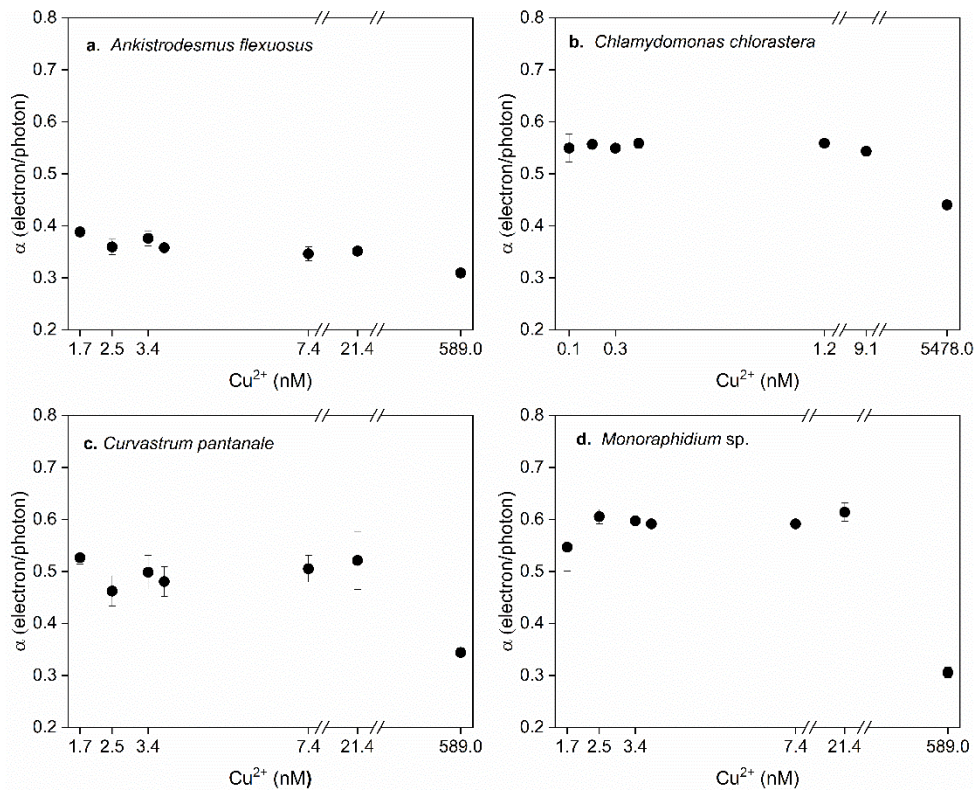 0.8
a. Ankistrodesmus flexuosus
0.7
0.6
0.5
0.4
0.3
0.2
α (electron/photon)
1.7 2.5 3.4 7.4 21.4 589.0
Cu²⁺ (nM)
0.8
b. Chlamydomonas chlorastera
0.7
0.6
0.5
0.4
0.3
0.2
α (electron/photon)
0.1 0.3 1.2 9.1 5478.0
Cu²⁺ (nM)
0.8
c. Curvastrum pantanale
0.7
0.6
0.5
0.4
0.3
0.2
α (electron/photon)
1.7 2.5 3.4 7.4 21.4 589.0
Cu²⁺ (nM)
0.8
d. Monoraphidium sp.
0.7
0.6
0.5
0.4
0.3
0.2
α (electron/photon)
1.7 2.5 3.4 7.4 21.4 589.0
Cu²⁺ (nM)